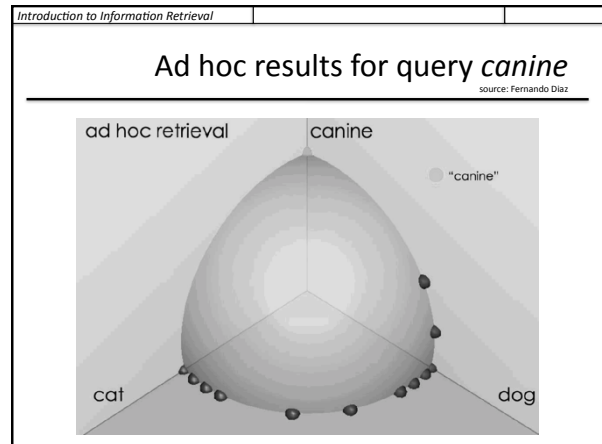 Introduction to Information Retrieval
Ad hoc results for query canine
source: Fernando Diaz
ad hoc retrieval
canine
"canine"
cat
dog